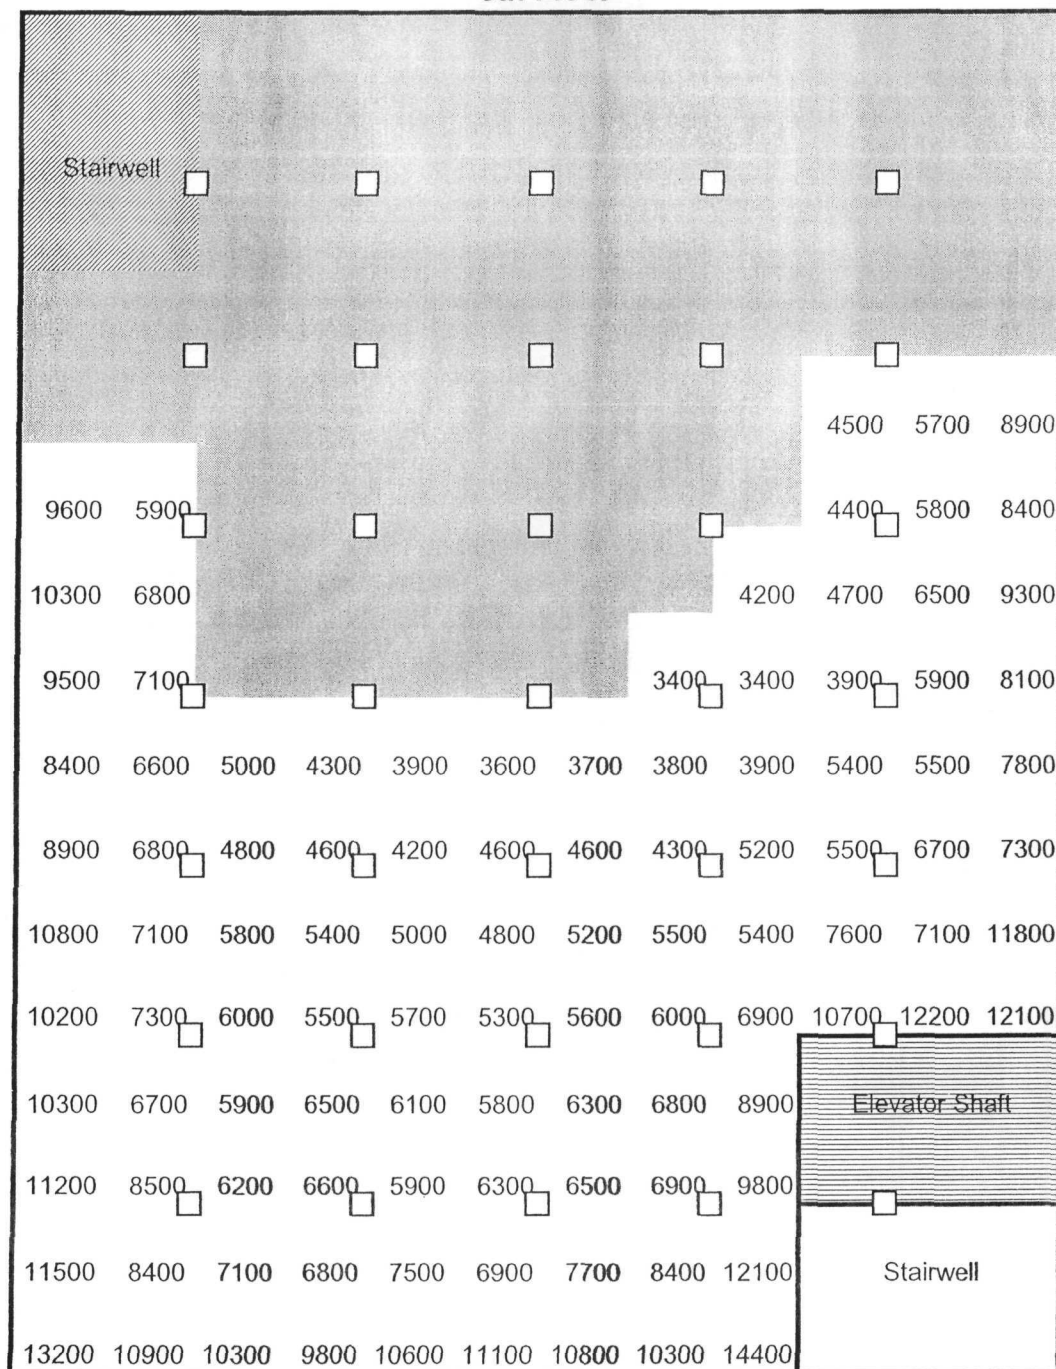 Stairwell
4500 5700 8900
9600 5900 4400 5800 8400
10300 6800 4200 4700 6500 9300
9500 7100 3400 3400 3900 5900 8100
8400 6600 5000 4300 3900 3600 3700 3800 3900 5400 5500 7800
8900 6800 4800 4600 4200 4600 4600 4300 5200 5500 6700 7300
10800 7100 5800 5400 5000 4800 5200 5500 5400 7600 7100 11800
10200 7300 6000 5500 5700 5300 5600 6000 6900 10700 12200 12100
10300 6700 5900 6500 6100 5800 6300 6800 8900 Elevator Shaft
11200 8500 6200 6600 5900 6300 6500 6900 9800
11500 8400 7100 6800 7500 6900 7700 8400 12100 Stairwell
13200 10900 10300 9800 10600 11100 10800 10300 14400